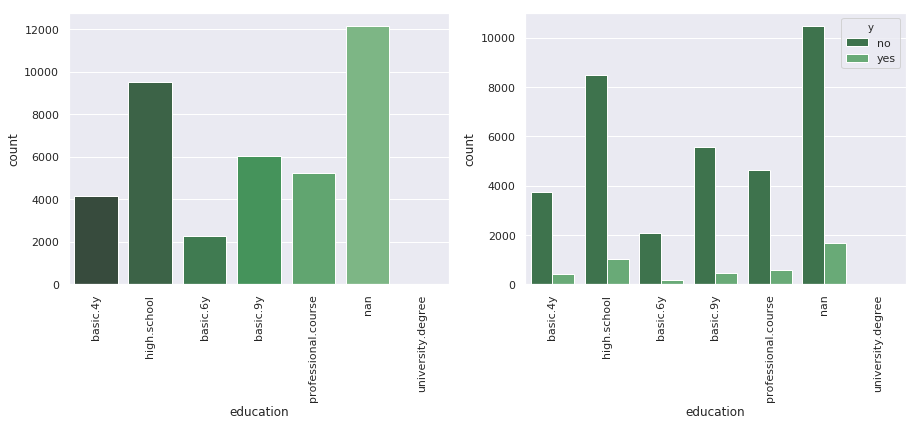 12000
10000
8000
6000
4000
2000
0
count
basic.4y
high.school
basic.6y
basic.9y
professional.course
nan
university.degree
education
y
no
yes
10000
8000
6000
4000
2000
0
count
basic.4y
high.school
basic.6y
basic.9y
professional.course
nan
university.degree
education